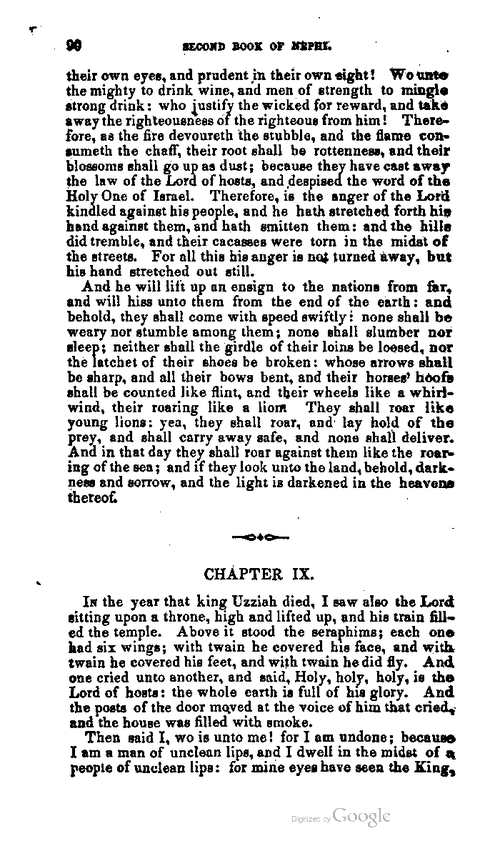 90 SECOND BOOK OF NEPHI.
their own eyes, and prudent in their own sight! Wo unto
the mighty to drink wine, and men of strength to mingle
strong drink: who justify the wicked for reward, and take
away the righteousness of the righteous from him! There-
fore, as the fire devoureth the stubble, and the flame con-
sumeth the chaff, their root shall be rottenness, and their
blossoms shall go up as dust; because they have cast away
the law of the Lord of hosts, and despised the word of the
Holy One of Israel. Therefore, is the anger of the Lord
kindled against his people, and he hath stretched forth his
hand against them, and hath smitten them: and the hills
did tremble, and their cacasses were torn in the midst of
the streets. For all this his anger is not turned away, but
his hand stretched out still.
And he will lift up an ensign to the nations from far,
and will hiss unto them from the end of the earth: and
behold, they shall come with speed swiftly: none shall be
weary nor stumble among them; none shall slumber nor
sleep; neither shall the girdle of their loins be loosed, nor
the latchet of their shoes be broken: whose arrows shall
be sharp, and all their bows bent, and their horses' hoofs
shall be counted like flint, and their wheels like a whirl-
wind, their roaring like a lion. They shall roar like
young lions: yea, they shall roar, and lay hold of the
prey, and shall carry away safe, and none shall deliver.
And in that day they shall roar against them like the roar-
ing of the sea; and if they look unto the land, behold, dark-
ness and sorrow, and the light is darkened in the heavens
thereof.
CHAPTER IX.
In the year that king Uzziah died, I saw also the Lord
sitting upon a throne, high and lifted up, and his train fill-
ed the temple. Above it stood the seraphims; each one
had six wings; with twain he covered his face, and with
twain he covered his feet, and with twain he did fly. And
one cried unto another, and said, Holy, holy, holy, is the
Lord of hosts: the whole earth is full of his glory. And
the posts of the door moved at the voice of him that cried,
and the house was filled with smoke.
Then said I, wo is unto me! for I am undone; because
I am a man of unclean lips, and I dwell in the midst of a
people of unclean lips: for mine eyes have seen the King,
Digitized by Google